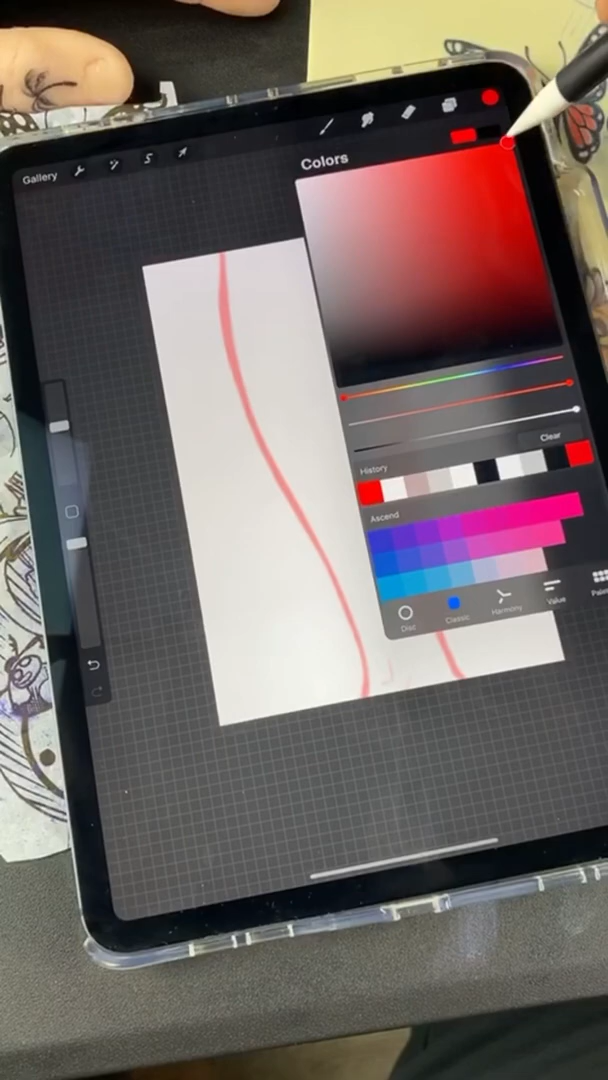 Gallery
Colors
Clear
History
Ascend
Disc
Classic
Harmony
Value